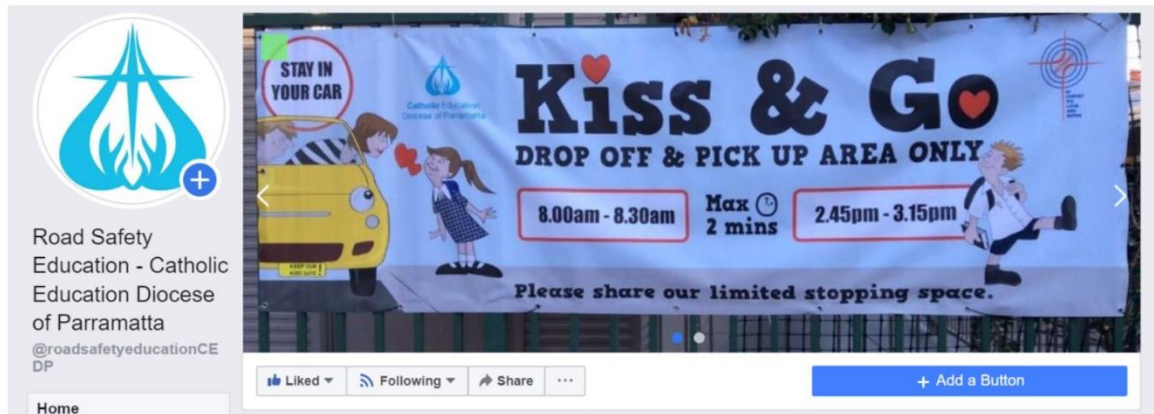 Road Safety
Education - Catholic
Education Diocese
of Parramatta
@roadsafetyeducationCE
DP
Home
STAY IN
YOUR CAR
Catholic Education
Diocese of Parramatta
Kiss & Go
DROP OFF & PICK UP AREA ONLY
8.00am - 8.30am
Max
2 mins
2.45pm - 3.15pm
KEEP OUR
KIDS SAFE
Please share our limited stopping space.
Liked
Following
Share
+ Add a Button